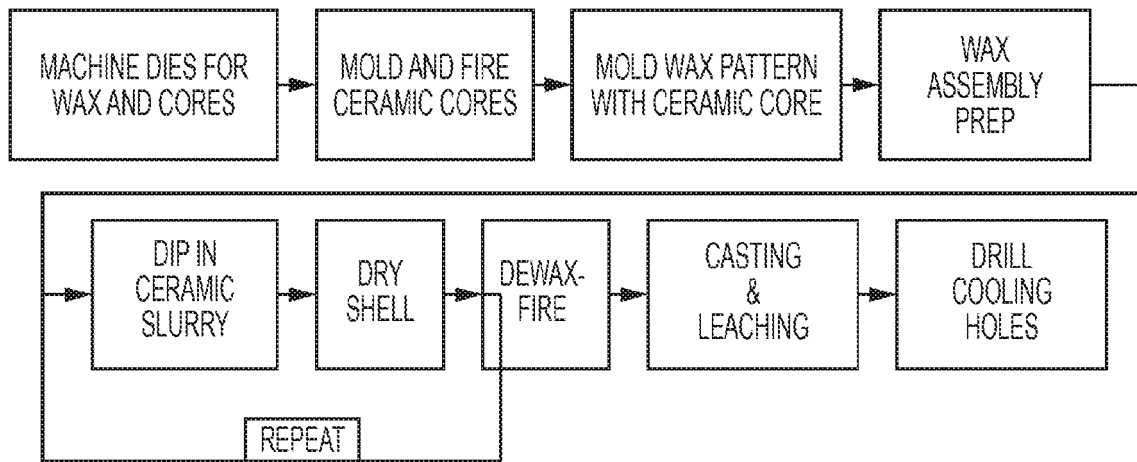 MACHINE DIES FOR
WAX AND CORES
MOLD AND FIRE
CERAMIC CORES
MOLD WAX PATTERN
WITH CERAMIC CORE
WAX
ASSEMBLY
PREP
DIP IN
CERAMIC
SLURRY
DRY
SHELL
DEWAX-
FIRE
CASTING
&
LEACHING
DRILL
COOLING
HOLES
REPEAT